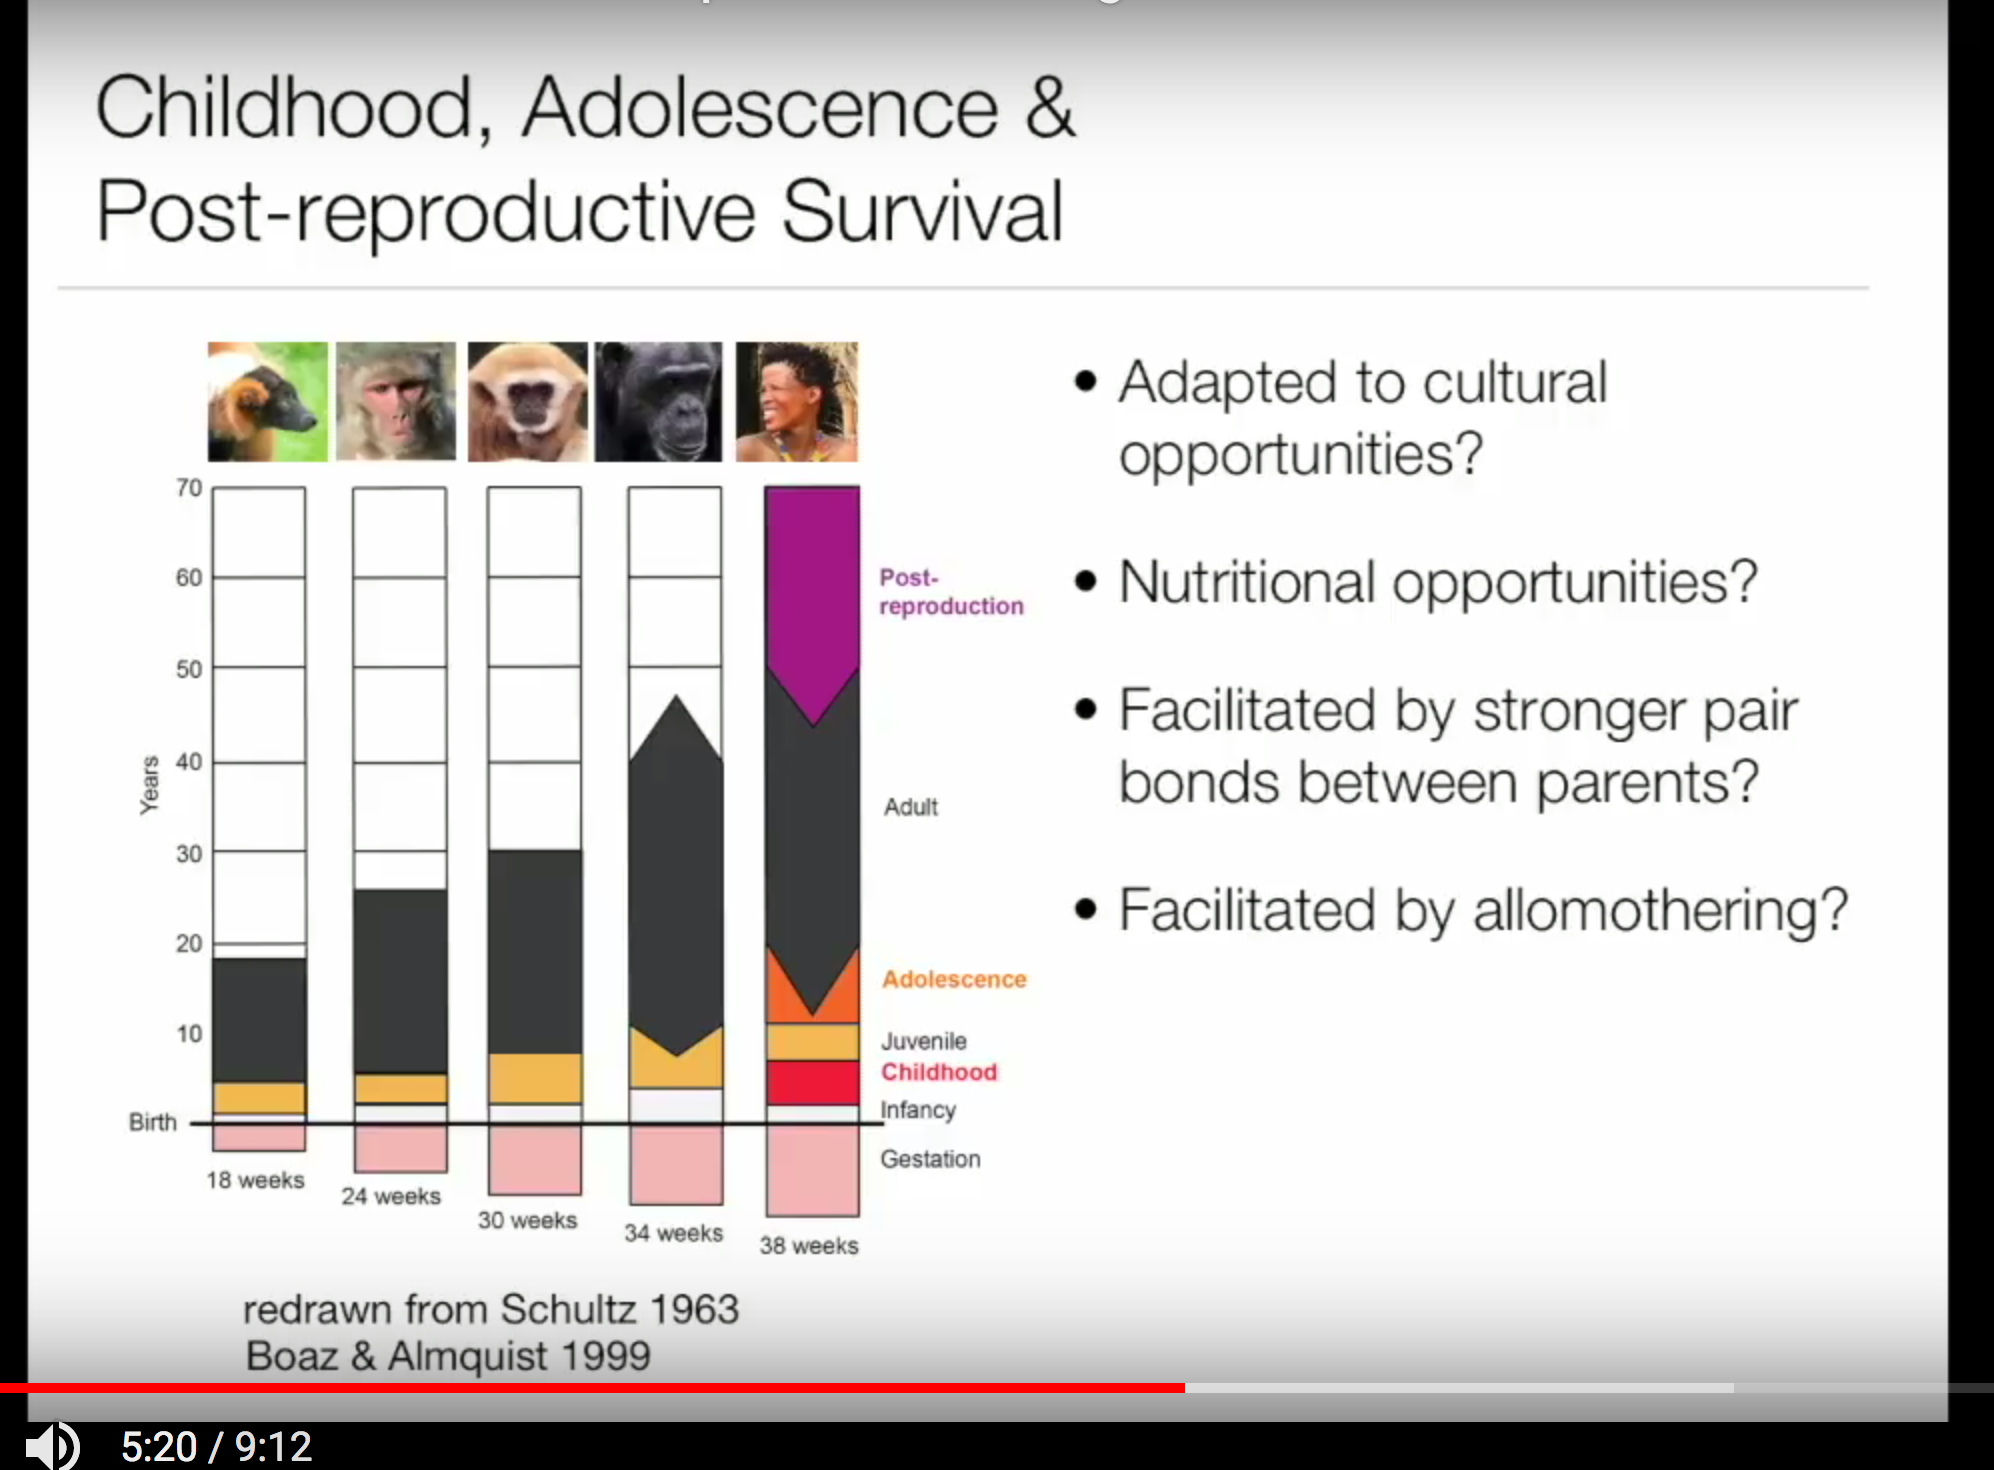 Childhood, Adolescence &
Post-reproductive Survival
70
60
50
40
30
20
10
Years
Birth
Post-
reproduction
Adult
Adolescence
Juvenile
Childhood
Infancy
Gestation
18 weeks
24 weeks
30 weeks
34 weeks
38 weeks
redrawn from Schultz 1963
Boaz & Almquist 1999
• Adapted to cultural
opportunities?
• Nutritional opportunities?
• Facilitated by stronger pair
bonds between parents?
• Facilitated by allomothering?
5:20 / 9:12